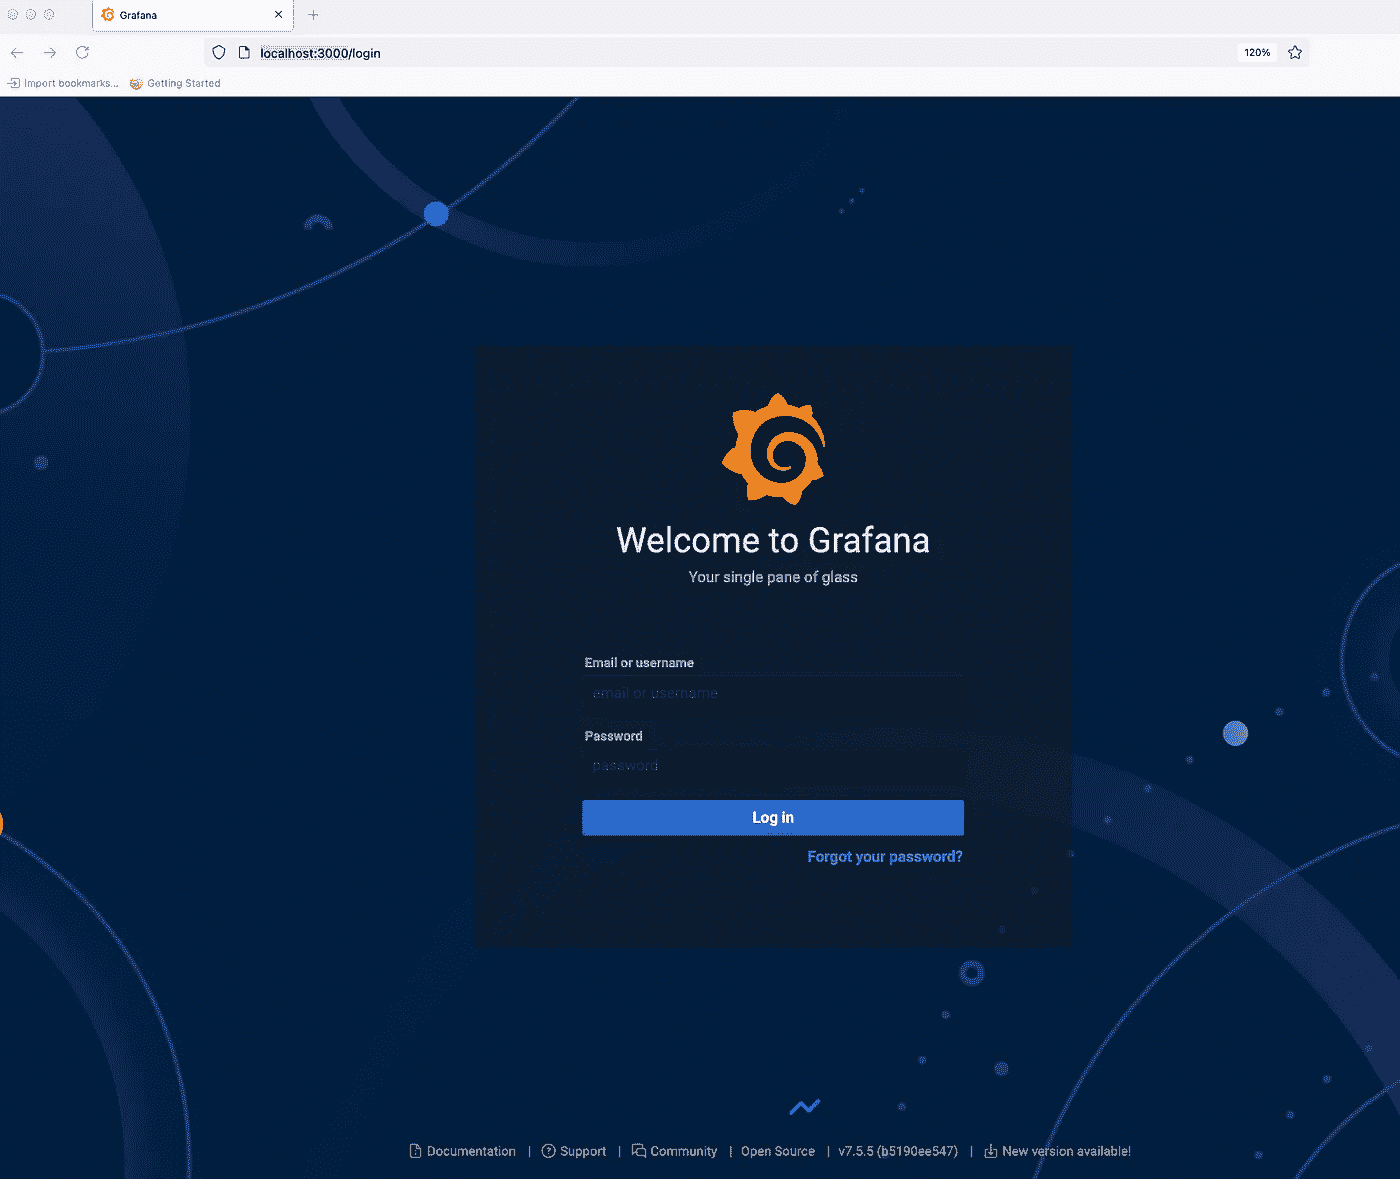 Grafana
localhost:3000/login
120%
Import bookmarks...
Getting Started
Welcome to Grafana
Your single pane of glass
Email or username
email or username
Password
password
Log in
Forgot your password?
Documentation | Support | Community | Open Source | v7.5.5 (b5190ee547) | New version available!